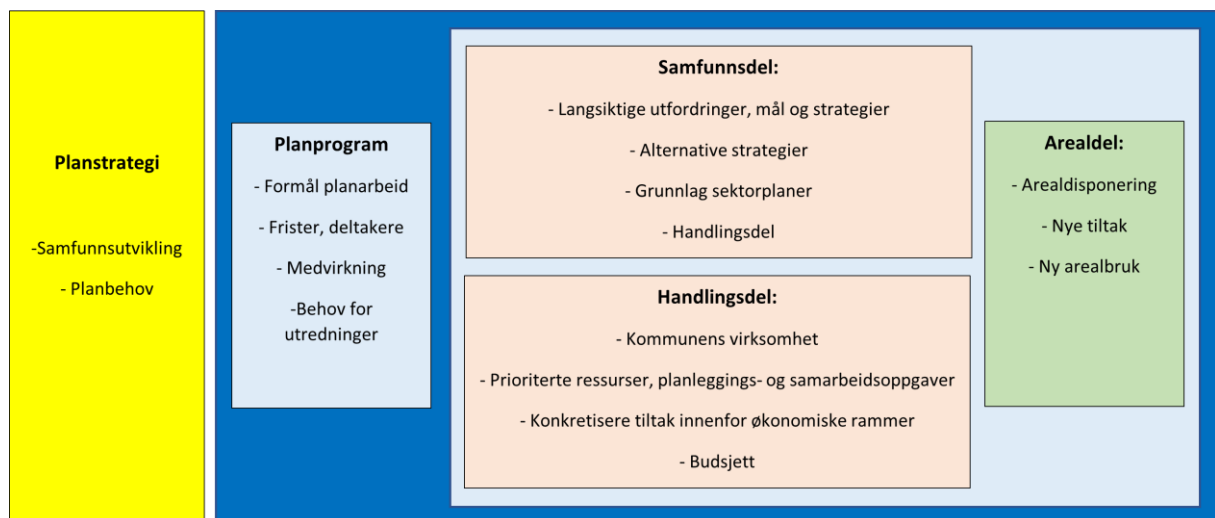 Planstrategi
-Samfunnsutvikling
- Planbehov
Planprogram
- Formål planarbeid
- Frister, deltakere
- Medvirkning
-Behov for
utredninger
Samfunnsdel:
- Langsiktige utfordringer, mål og strategier
- Alternative strategier
- Grunnlag sektorplaner
- Handlingsdel
Handlingsdel:
- Kommunens virksomhet
- Prioriterte ressurser, planleggings- og samarbeidsoppgaver
- Konkretisere tiltak innenfor økonomiske rammer
- Budsjett
Arealdel:
- Arealdisponering
- Nye tiltak
- Ny arealbruk